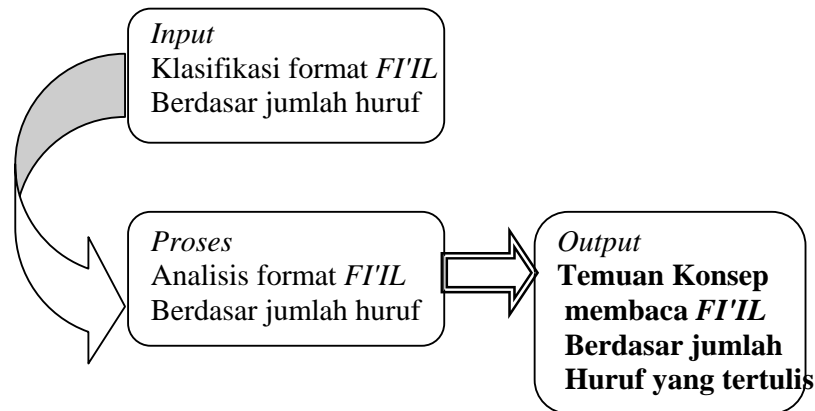 Input
Klasifikasi format FI'IL
Berdasar jumlah huruf
Proses
Analisis format FI'IL
Berdasar jumlah huruf
Output
Temuan Konsep
membaca FI'IL
Berdasar jumlah
Huruf yang tertulis